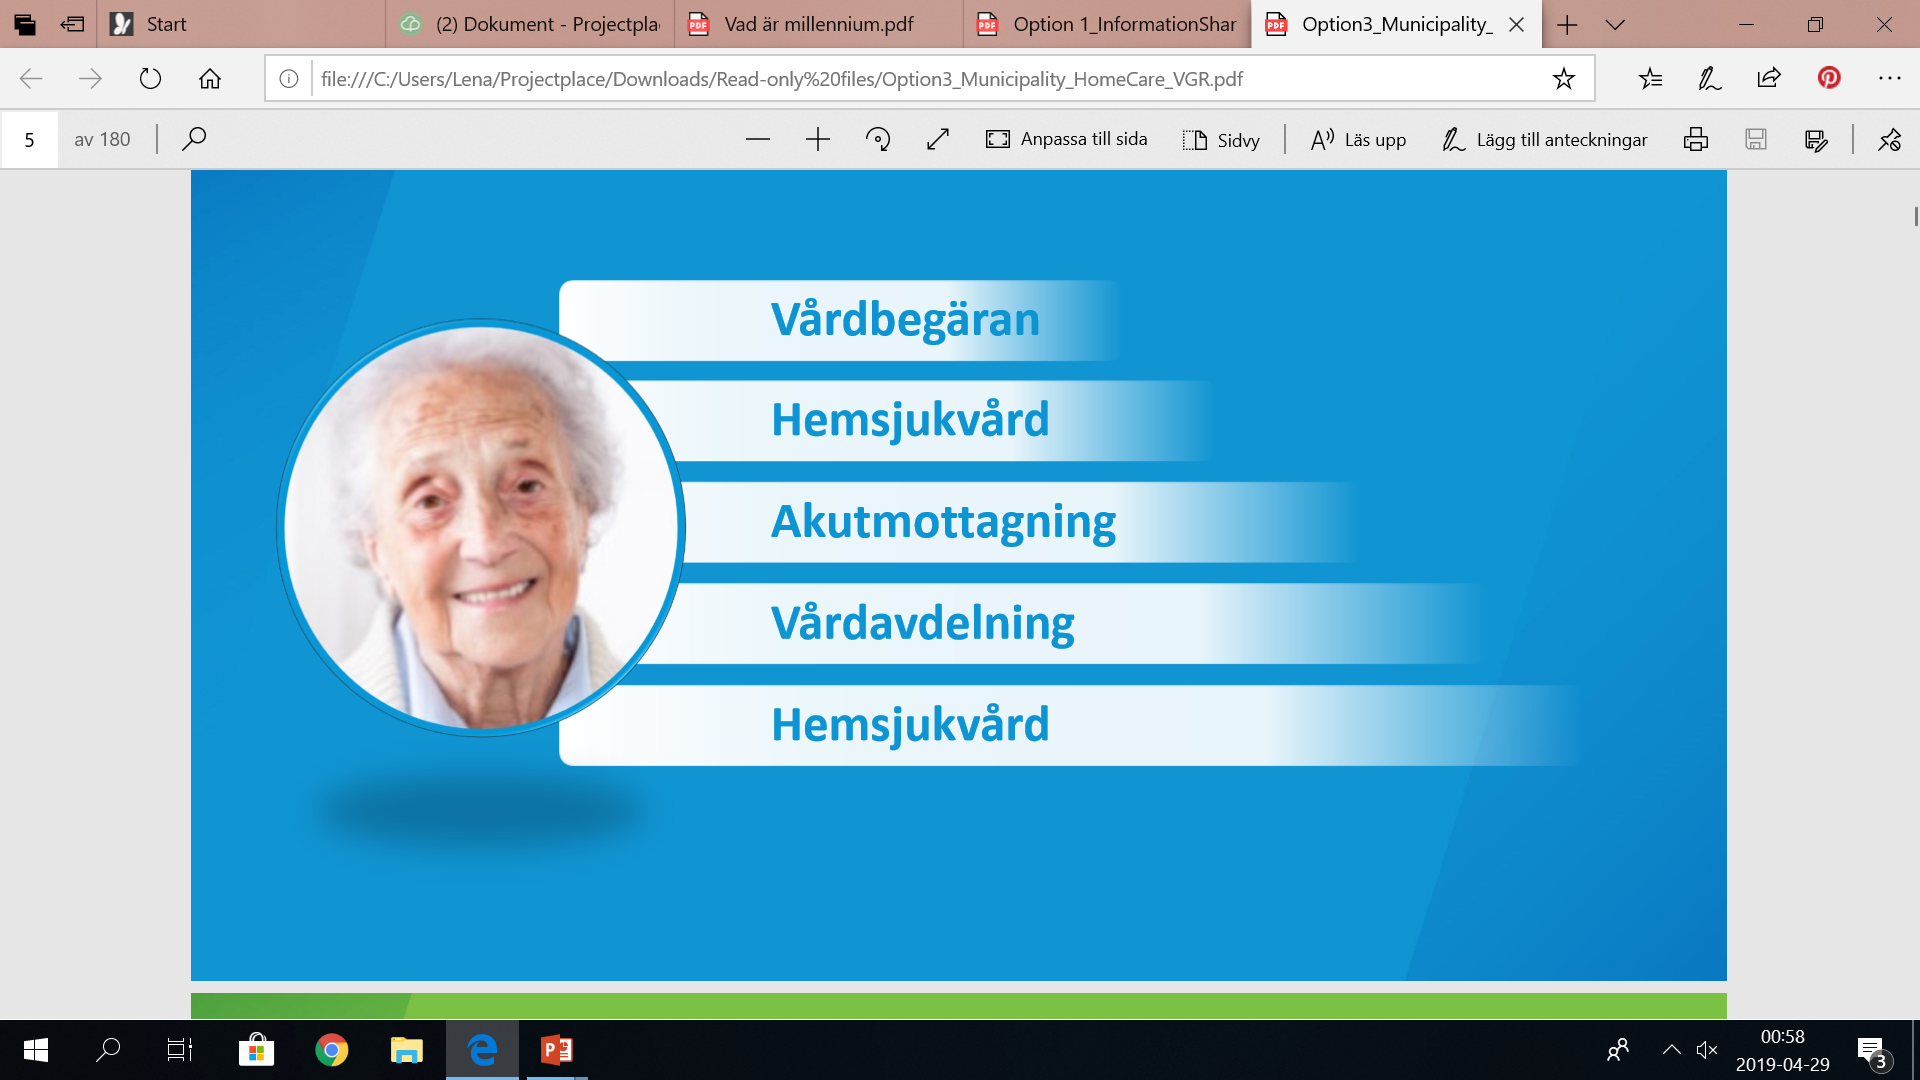 Start
(2) Dokument - Projectpla
Vad är millennium.pdf
Option 1_InformationShar
Option3_Municipality_
file:///C:/Users/Lena/Projectplace/Downloads/Read-only%20files/Option3_Municipality_HomeCare_VGR.pdf
5 av 180
Anpassa till sida
Sidvy
Läs upp
Lägg till anteckningar
Vårdbegäran
Hemsjukvård
Akutmottagning
Vårdavdelning
Hemsjukvård
00:58
2019-04-29
3